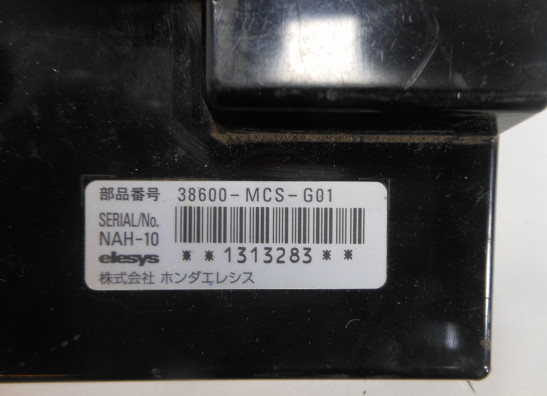 部品番号 38600-MCS-G01
SERIAL/No.
NAH-10
elesys **1313283**
株式会社 ホンダエレシス